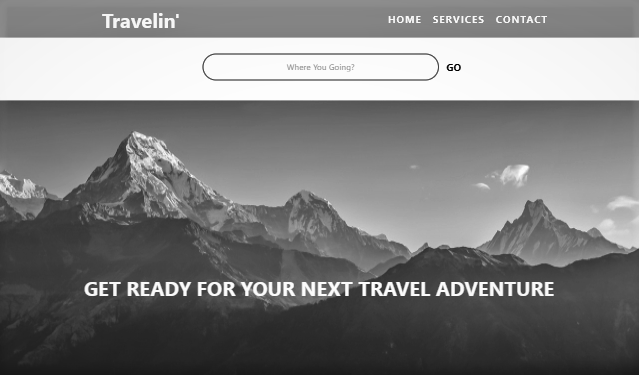 Travelin'
HOME SERVICES CONTACT
Where You Going?
GO
GET READY FOR YOUR NEXT TRAVEL ADVENTURE